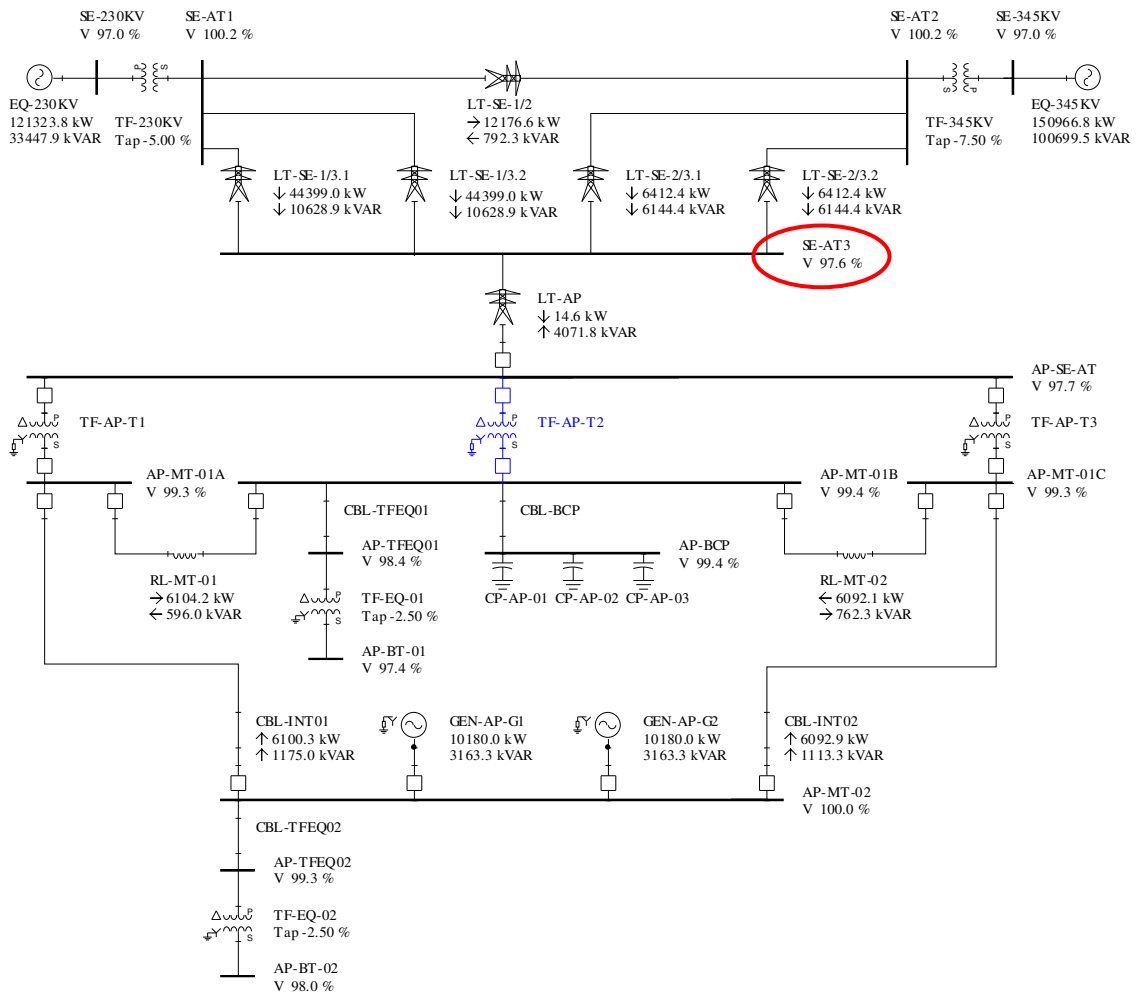 SE-230KV
V 97.0 %
SE-AT1
V 100.2 %
SE-AT2
V 100.2 %
SE-345KV
V 97.0 %
P
S
S
P
EQ-230KV
121323.8 kW
33447.9 kVAR
TF-230KV
Tap -5.00 %
LT-SE-1/2
→ 12176.6 kW
← 792.3 kVAR
TF-345KV
Tap -7.50 %
EQ-345KV
150966.8 kW
100699.5 kVAR
LT-SE-1/3.1
↓ 44399.0 kW
↓ 10628.9 kVAR
LT-SE-1/3.2
↓ 44399.0 kW
↓ 10628.9 kVAR
LT-SE-2/3.1
↓ 6412.4 kW
↓ 6144.4 kVAR
LT-SE-2/3.2
↓ 6412.4 kW
↓ 6144.4 kVAR
SE-AT3
V 97.6 %
LT-AP
↓ 14.6 kW
↑ 4071.8 kVAR
AP-SE-AT
V 97.7 %
P
S
TF-AP-T1
P
S
TF-AP-T2
P
S
TF-AP-T3
AP-MT-01A
V 99.3 %
AP-MT-01B
V 99.4 %
AP-MT-01C
V 99.3 %
CBL-TFEQ01
CBL-BCP
AP-TFEQ01
V 98.4 %
AP-BCP
V 99.4 %
RL-MT-01
→ 6104.2 kW
← 596.0 kVAR
P
S
TF-EQ-01
Tap -2.50 %
CP-AP-01
CP-AP-02
CP-AP-03
RL-MT-02
← 6092.1 kW
→ 762.3 kVAR
AP-BT-01
V 97.4 %
CBL-INT01
↑ 6100.3 kW
↑ 1175.0 kVAR
GEN-AP-G1
10180.0 kW
3163.3 kVAR
GEN-AP-G2
10180.0 kW
3163.3 kVAR
CBL-INT02
↑ 6092.9 kW
↑ 1113.3 kVAR
AP-MT-02
V 100.0 %
CBL-TFEQ02
AP-TFEQ02
V 99.3 %
P
S
TF-EQ-02
Tap -2.50 %
AP-BT-02
V 98.0 %